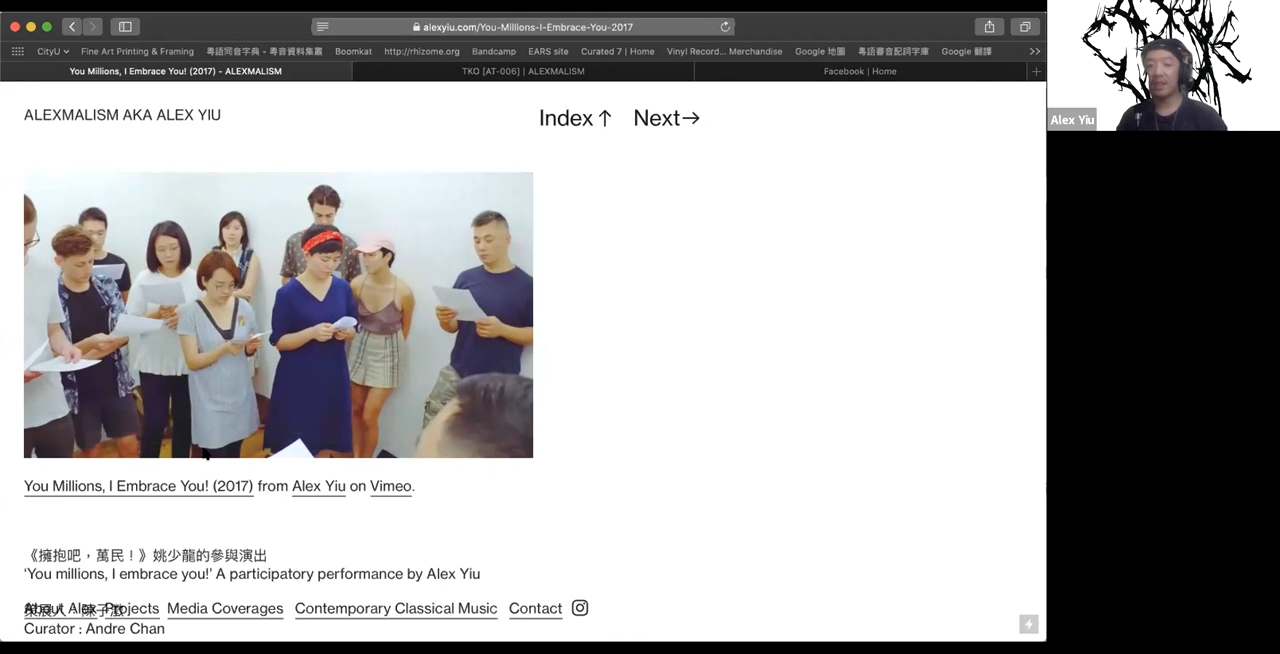 alexyiu.com/You-Millions-I-Embrace-You-2017
CityU Fine Art Printing & Framing 粵語同音字典 - 粵音資料集叢 Boomkat http://rhizome.org Bandcamp EARS site Curated 7 | Home Vinyl Record... Merchandise Google 地圖 粵語審音配詞字庫 Google 翻譯
You Millions, I Embrace You! (2017) - ALEXMALISM TKO [AT-006] | ALEXMALISM Facebook | Home
ALEXMALISM AKA ALEX YIU Index ↑ Next→
Alex Yiu
You Millions, I Embrace You! (2017) from Alex Yiu on Vimeo.
《擁抱吧，萬民！》姚少龍的參與演出
‘You millions, I embrace you!’ A participatory performance by Alex Yiu
About Alex Projects Media Coverages Contemporary Classical Music Contact
Curator : Andre Chan